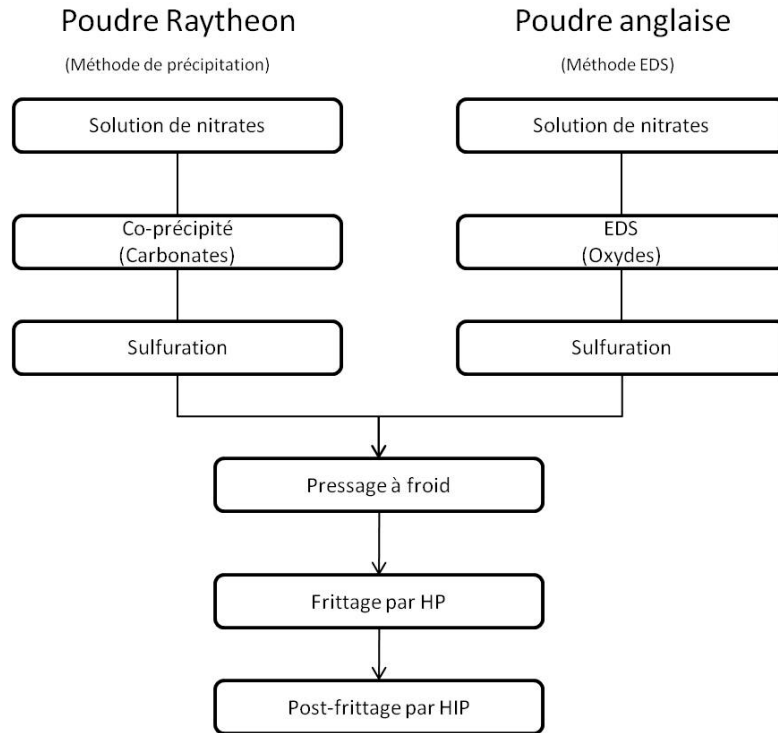 Poudre Raytheon
(Méthode de précipitation)
Solution de nitrates
Co-précipité
(Carbonates)
Sulfuration
Poudre anglaise
(Méthode EDS)
Solution de nitrates
EDS
(Oxydes)
Sulfuration
Pressage à froid
Frittage par HP
Post-frittage par HIP